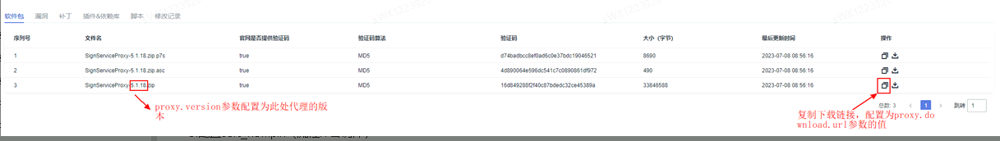 软件包 漏洞 补丁 插件&依赖库 脚本 修改记录
序列号 文件名 官网是否提供验证码 验证码算法 验证码 大小（字节） 最后更新时间 操作
1 SignServiceProxy-5.1.18.zip.p7s true MD5 d74badbcc8ef0ad6c0e37bdc19046521 8690 2023-07-08 08:56:16
2 SignServiceProxy-5.1.18.zip.asc true MD5 4d890064e596dc541c7c0890861df972 490 2023-07-08 08:56:16
3 SignServiceProxy-5.1.18.zip true MD5 16d849288f2f40c87bdedc32ce45389a 33846588 2023-07-08 08:56:16
总数: 3 1 跳转 1
proxy.version参数配置为此处代理的版
本
复制下载链接，配置为proxy.do
wnload.url参数的值